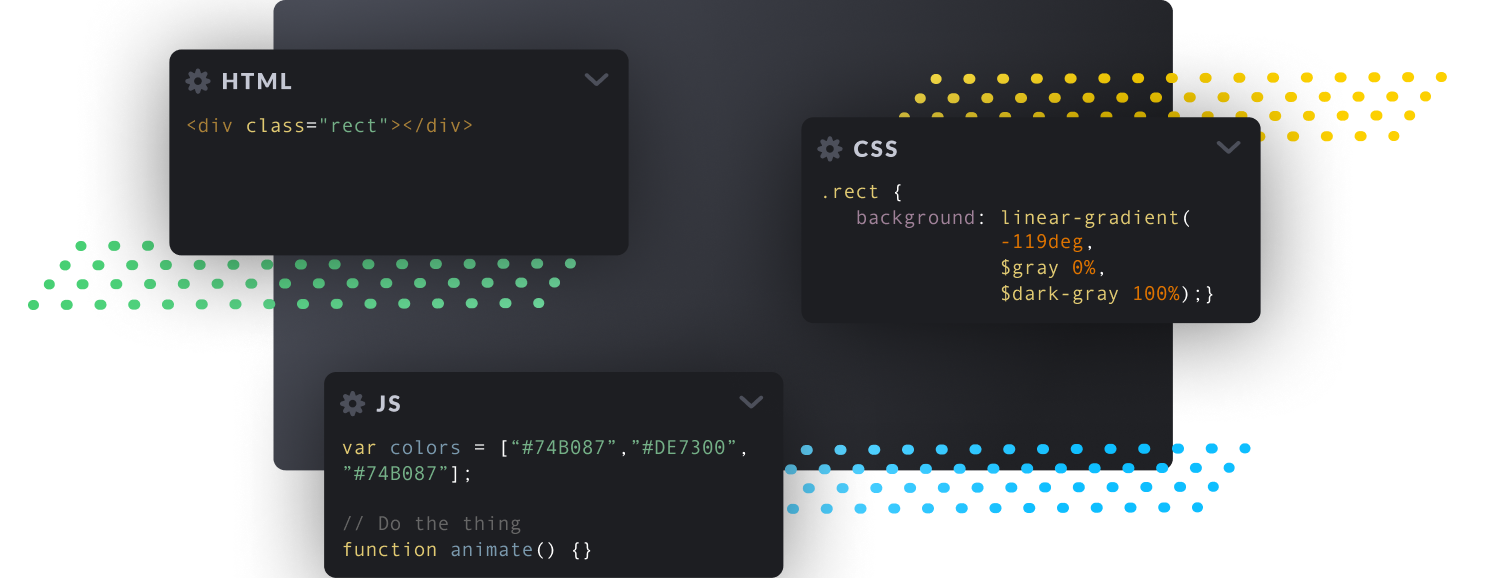 HTML
<div class="rect"></div>
CSS
.rect {
background: linear-gradient(
-119deg,
$gray 0%,
$dark-gray 100%);}
JS
var colors = [“#74B087”,”#DE7300”,
”#74B087”];
// Do the thing
function animate() {}